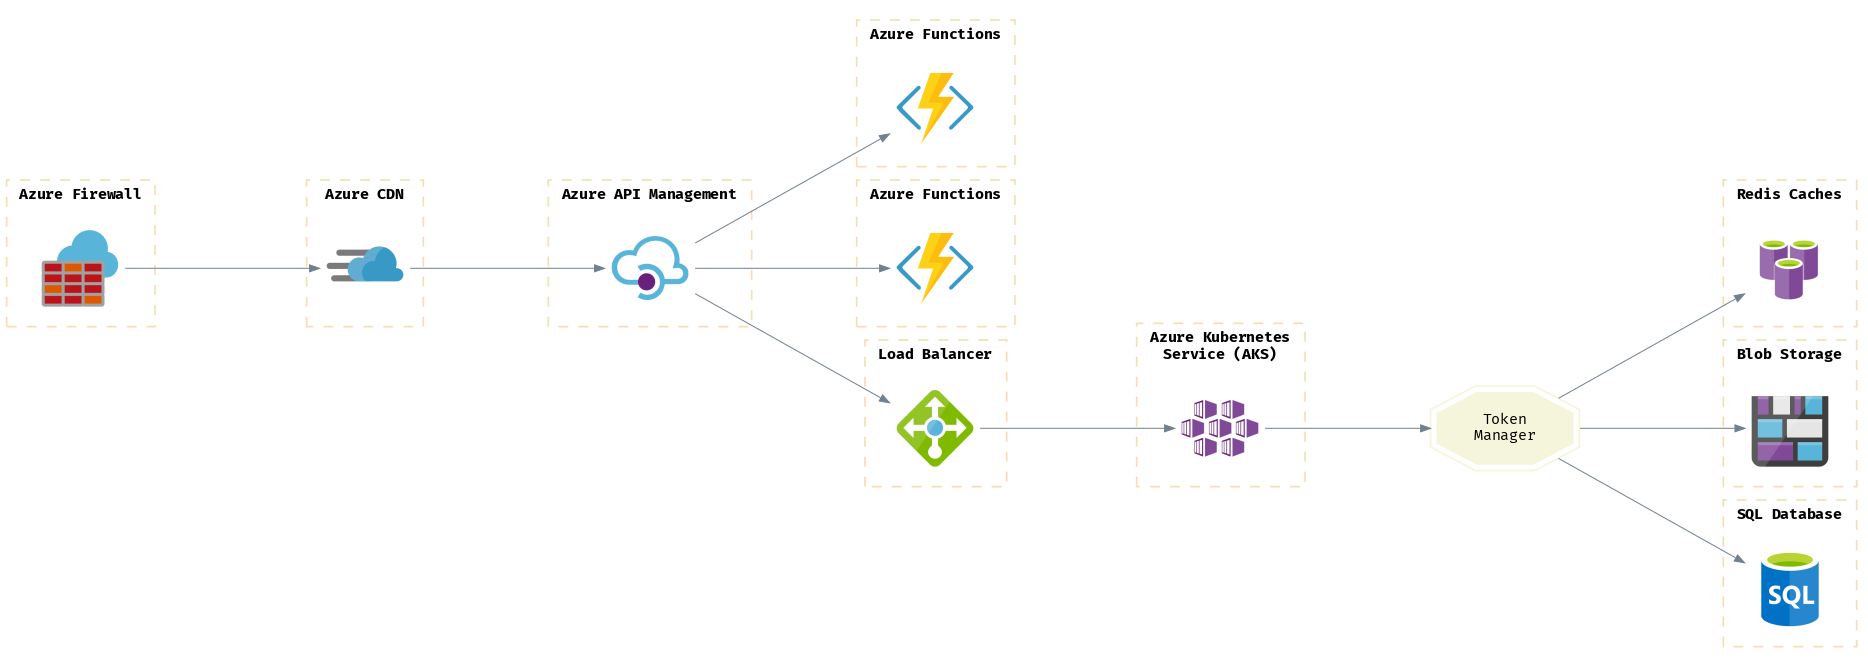 Azure Functions
Azure Firewall
Azure CDN
Azure API Management
Azure Functions
Redis Caches
Load Balancer
Azure Kubernetes
Service (AKS)
Blob Storage
Token
Manager
SQL Database
SQL